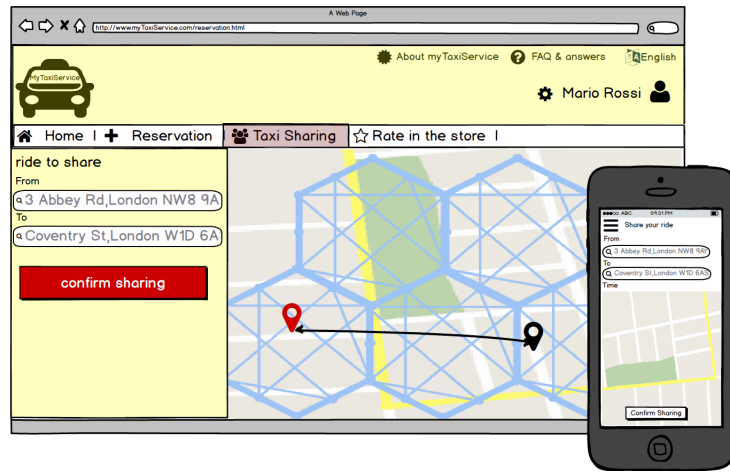 A Web Page
http://www.myTaxiService.com/reservation.html
About myTaxiService FAQ & answers English
MyTaxiService
Mario Rossi
Home | Reservation | Taxi Sharing Rate in the store |
ride to share
From
3 Abbey Rd,London NW8 9A
To
Coventry St,London W1D 6A
confirm sharing
ABC 09:31 PM
Share your ride
From
3 Abbey Rd,London NW8 9AY
To
Coventry St,London W1D 6AS
Time
Confirm Sharing